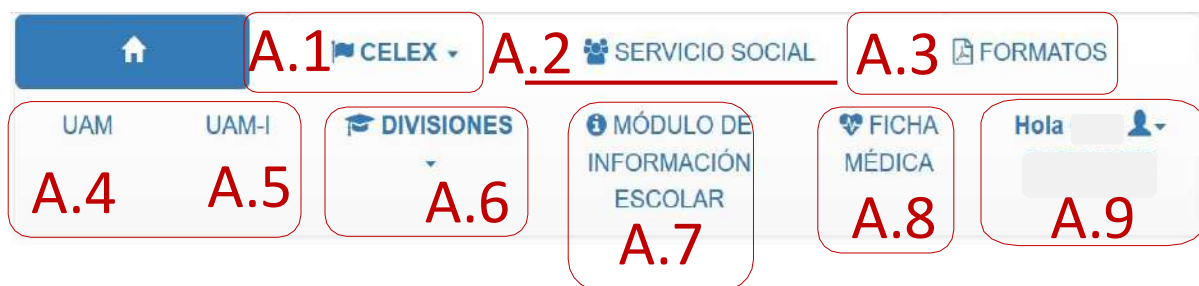 A.1 CELEX A.2 SERVICIO SOCIAL A.3 FORMATOS
UAM UAM-I DIVISIONES MÓDULO DE FICHA Hola
INFORMACIÓN MÉDICA
ESCOLAR
A.4 A.5 A.6 A.7 A.8 A.9